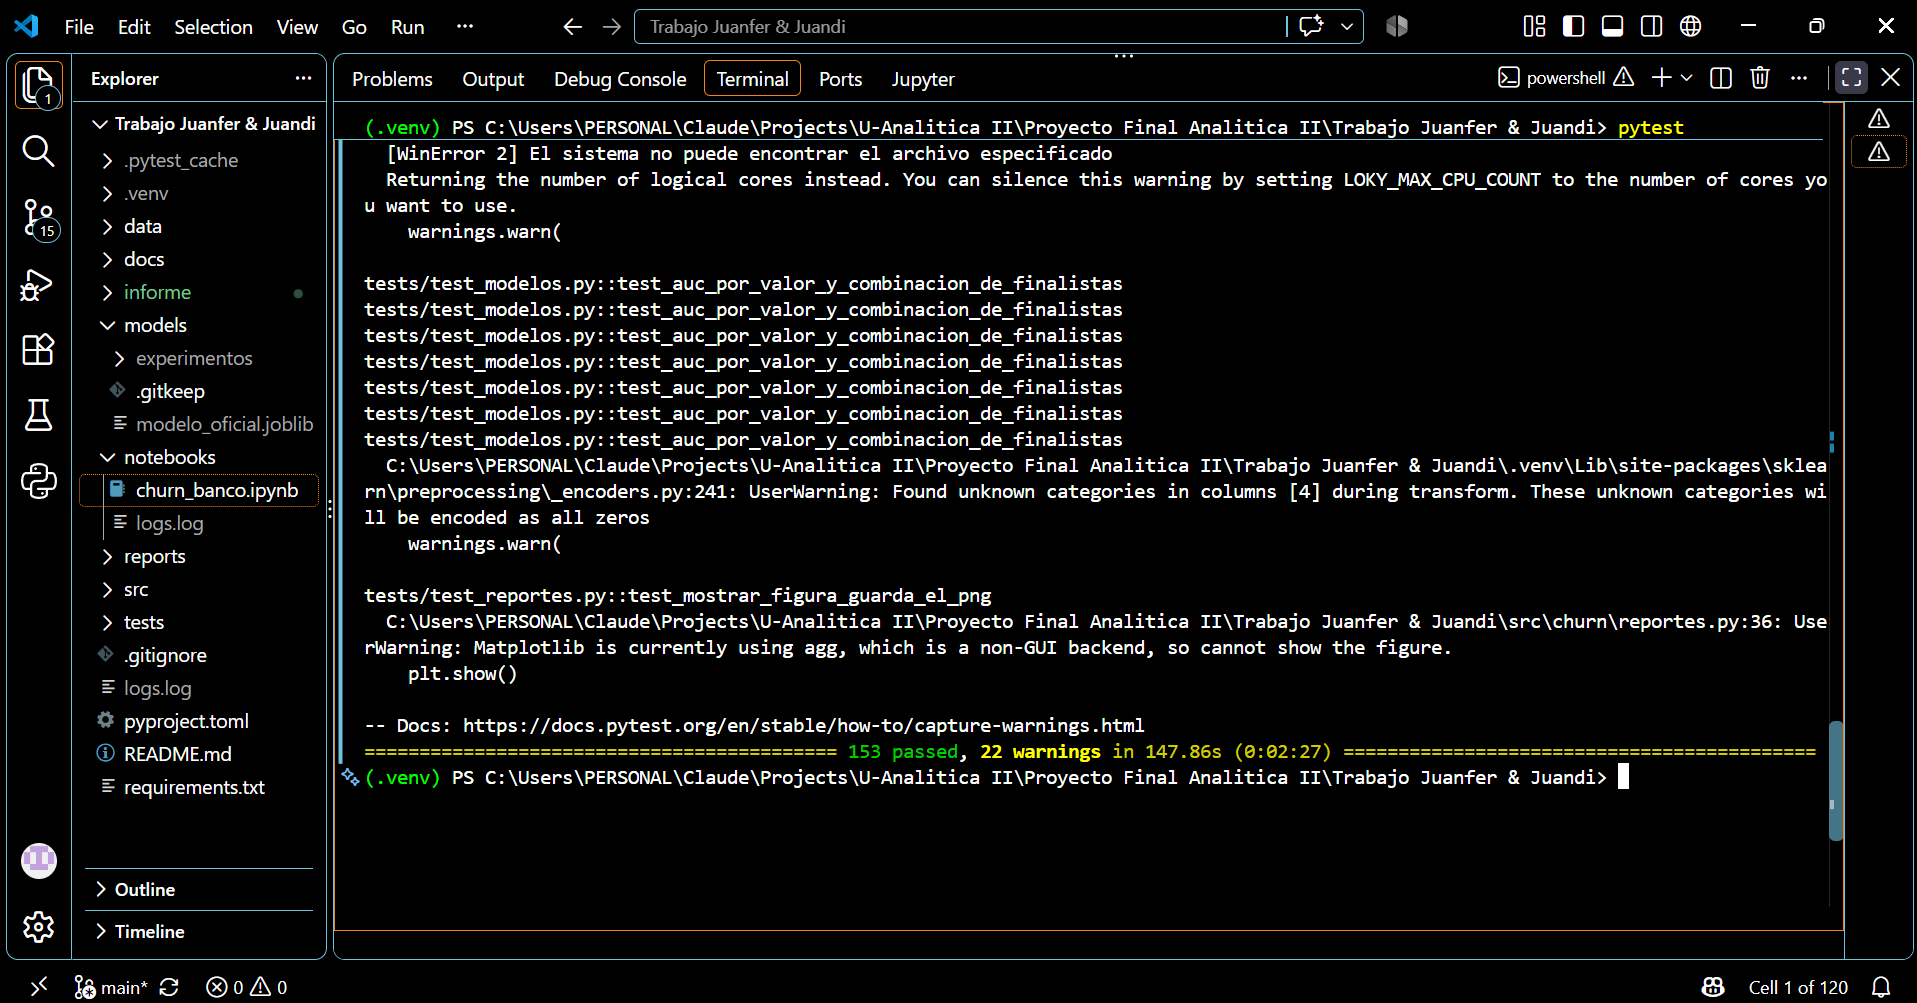 File Edit Selection View Go Run ··· Trabajo Juanfer & Juandi
Explorer ···
1
15
Trabajo Juanfer & Juandi
.pytest_cache
.venv
data
docs
informe
models
experimentos
.gitkeep
modelo_oficial.joblib
notebooks
churn_banco.ipynb
logs.log
reports
src
tests
.gitignore
logs.log
pyproject.toml
README.md
requirements.txt
Outline
Timeline
Problems Output Debug Console Terminal Ports Jupyter powershell
(.venv) PS C:\Users\PERSONAL\Claude\Projects\U-Analitica II\Proyecto Final Analitica II\Trabajo Juanfer & Juandi> pytest
[WinError 2] El sistema no puede encontrar el archivo especificado
Returning the number of logical cores instead. You can silence this warning by setting LOKY_MAX_CPU_COUNT to the number of cores yo
u want to use.
warnings.warn(
tests/test_modelos.py::test_auc_por_valor_y_combinacion_de_finalistas
tests/test_modelos.py::test_auc_por_valor_y_combinacion_de_finalistas
tests/test_modelos.py::test_auc_por_valor_y_combinacion_de_finalistas
tests/test_modelos.py::test_auc_por_valor_y_combinacion_de_finalistas
tests/test_modelos.py::test_auc_por_valor_y_combinacion_de_finalistas
tests/test_modelos.py::test_auc_por_valor_y_combinacion_de_finalistas
tests/test_modelos.py::test_auc_por_valor_y_combinacion_de_finalistas
C:\Users\PERSONAL\Claude\Projects\U-Analitica II\Proyecto Final Analitica II\Trabajo Juanfer & Juandi\.venv\Lib\site-packages\sklea
rn\preprocessing\_encoders.py:241: UserWarning: Found unknown categories in columns [4] during transform. These unknown categories wi
ll be encoded as all zeros
warnings.warn(
tests/test_reportes.py::test_mostrar_figura_guarda_el_png
C:\Users\PERSONAL\Claude\Projects\U-Analitica II\Proyecto Final Analitica II\Trabajo Juanfer & Juandi\src\churn\reportes.py:36: Use
rWarning: Matplotlib is currently using agg, which is a non-GUI backend, so cannot show the figure.
plt.show()
-- Docs: https://docs.pytest.org/en/stable/how-to/capture-warnings.html
=========================================== 153 passed, 22 warnings in 147.86s (0:02:27) ===========================================
(.venv) PS C:\Users\PERSONAL\Claude\Projects\U-Analitica II\Proyecto Final Analitica II\Trabajo Juanfer & Juandi>
main* 0 0 Cell 1 of 120